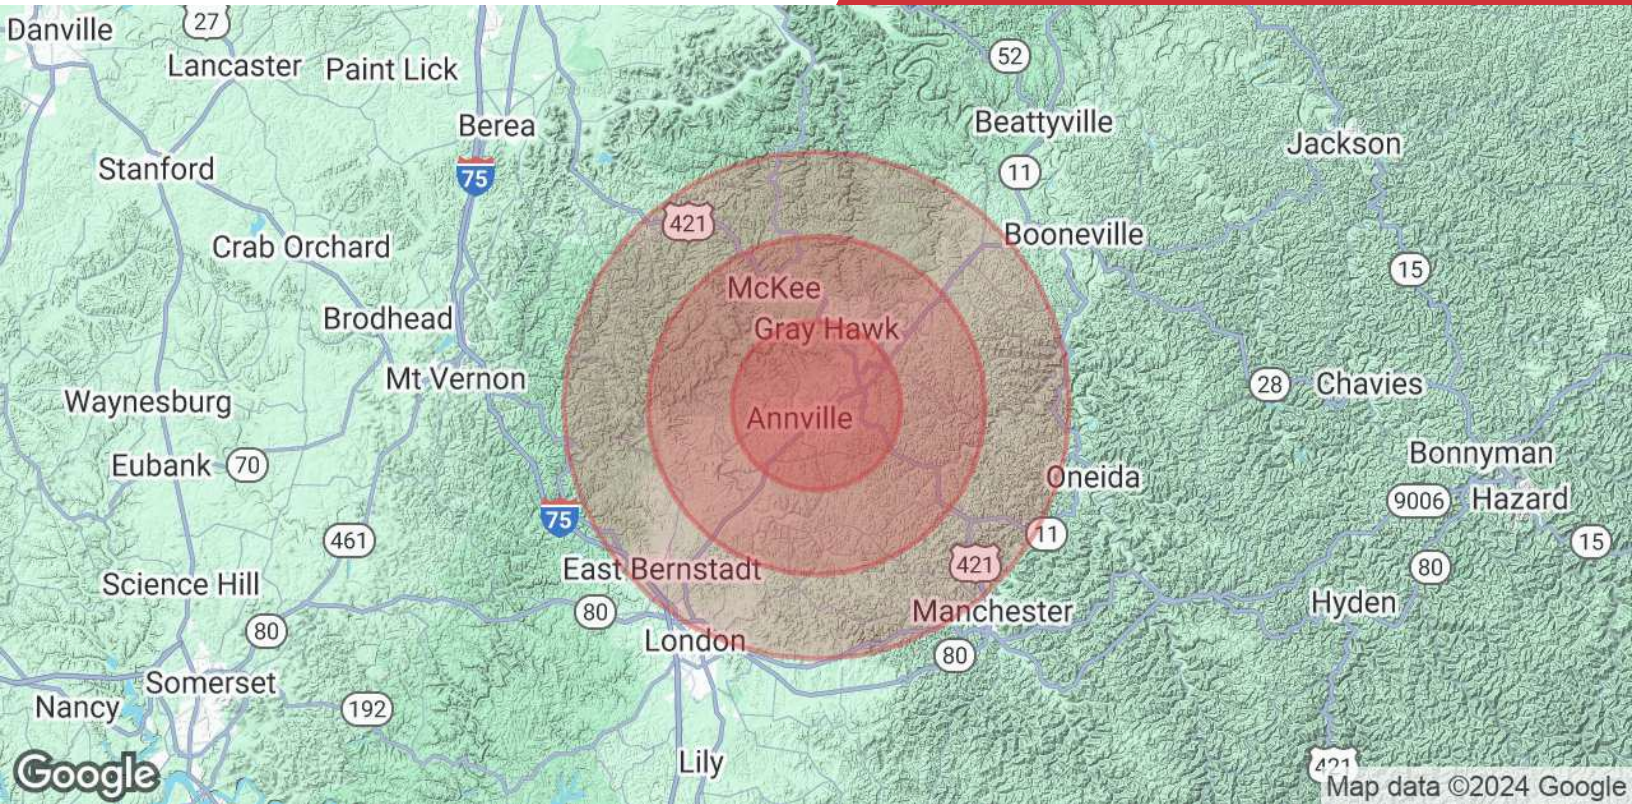 Danville
27
Lancaster
Paint Lick
52
Berea
Beattyville
Jackson
Stanford
75
11
421
Crab Orchard
Booneville
15
McKee
Brodhead
Gray Hawk
Mt Vernon
28
Chavies
Waynesburg
Annville
Eubank
70
Bonnyman
Oneida
9006
Hazard
75
461
11
15
East Bernstadt
421
80
Science Hill
80
Manchester
Hyden
80
London
80
Somerset
Nancy
192
Lily
421
Google
Map data ©2024 Google